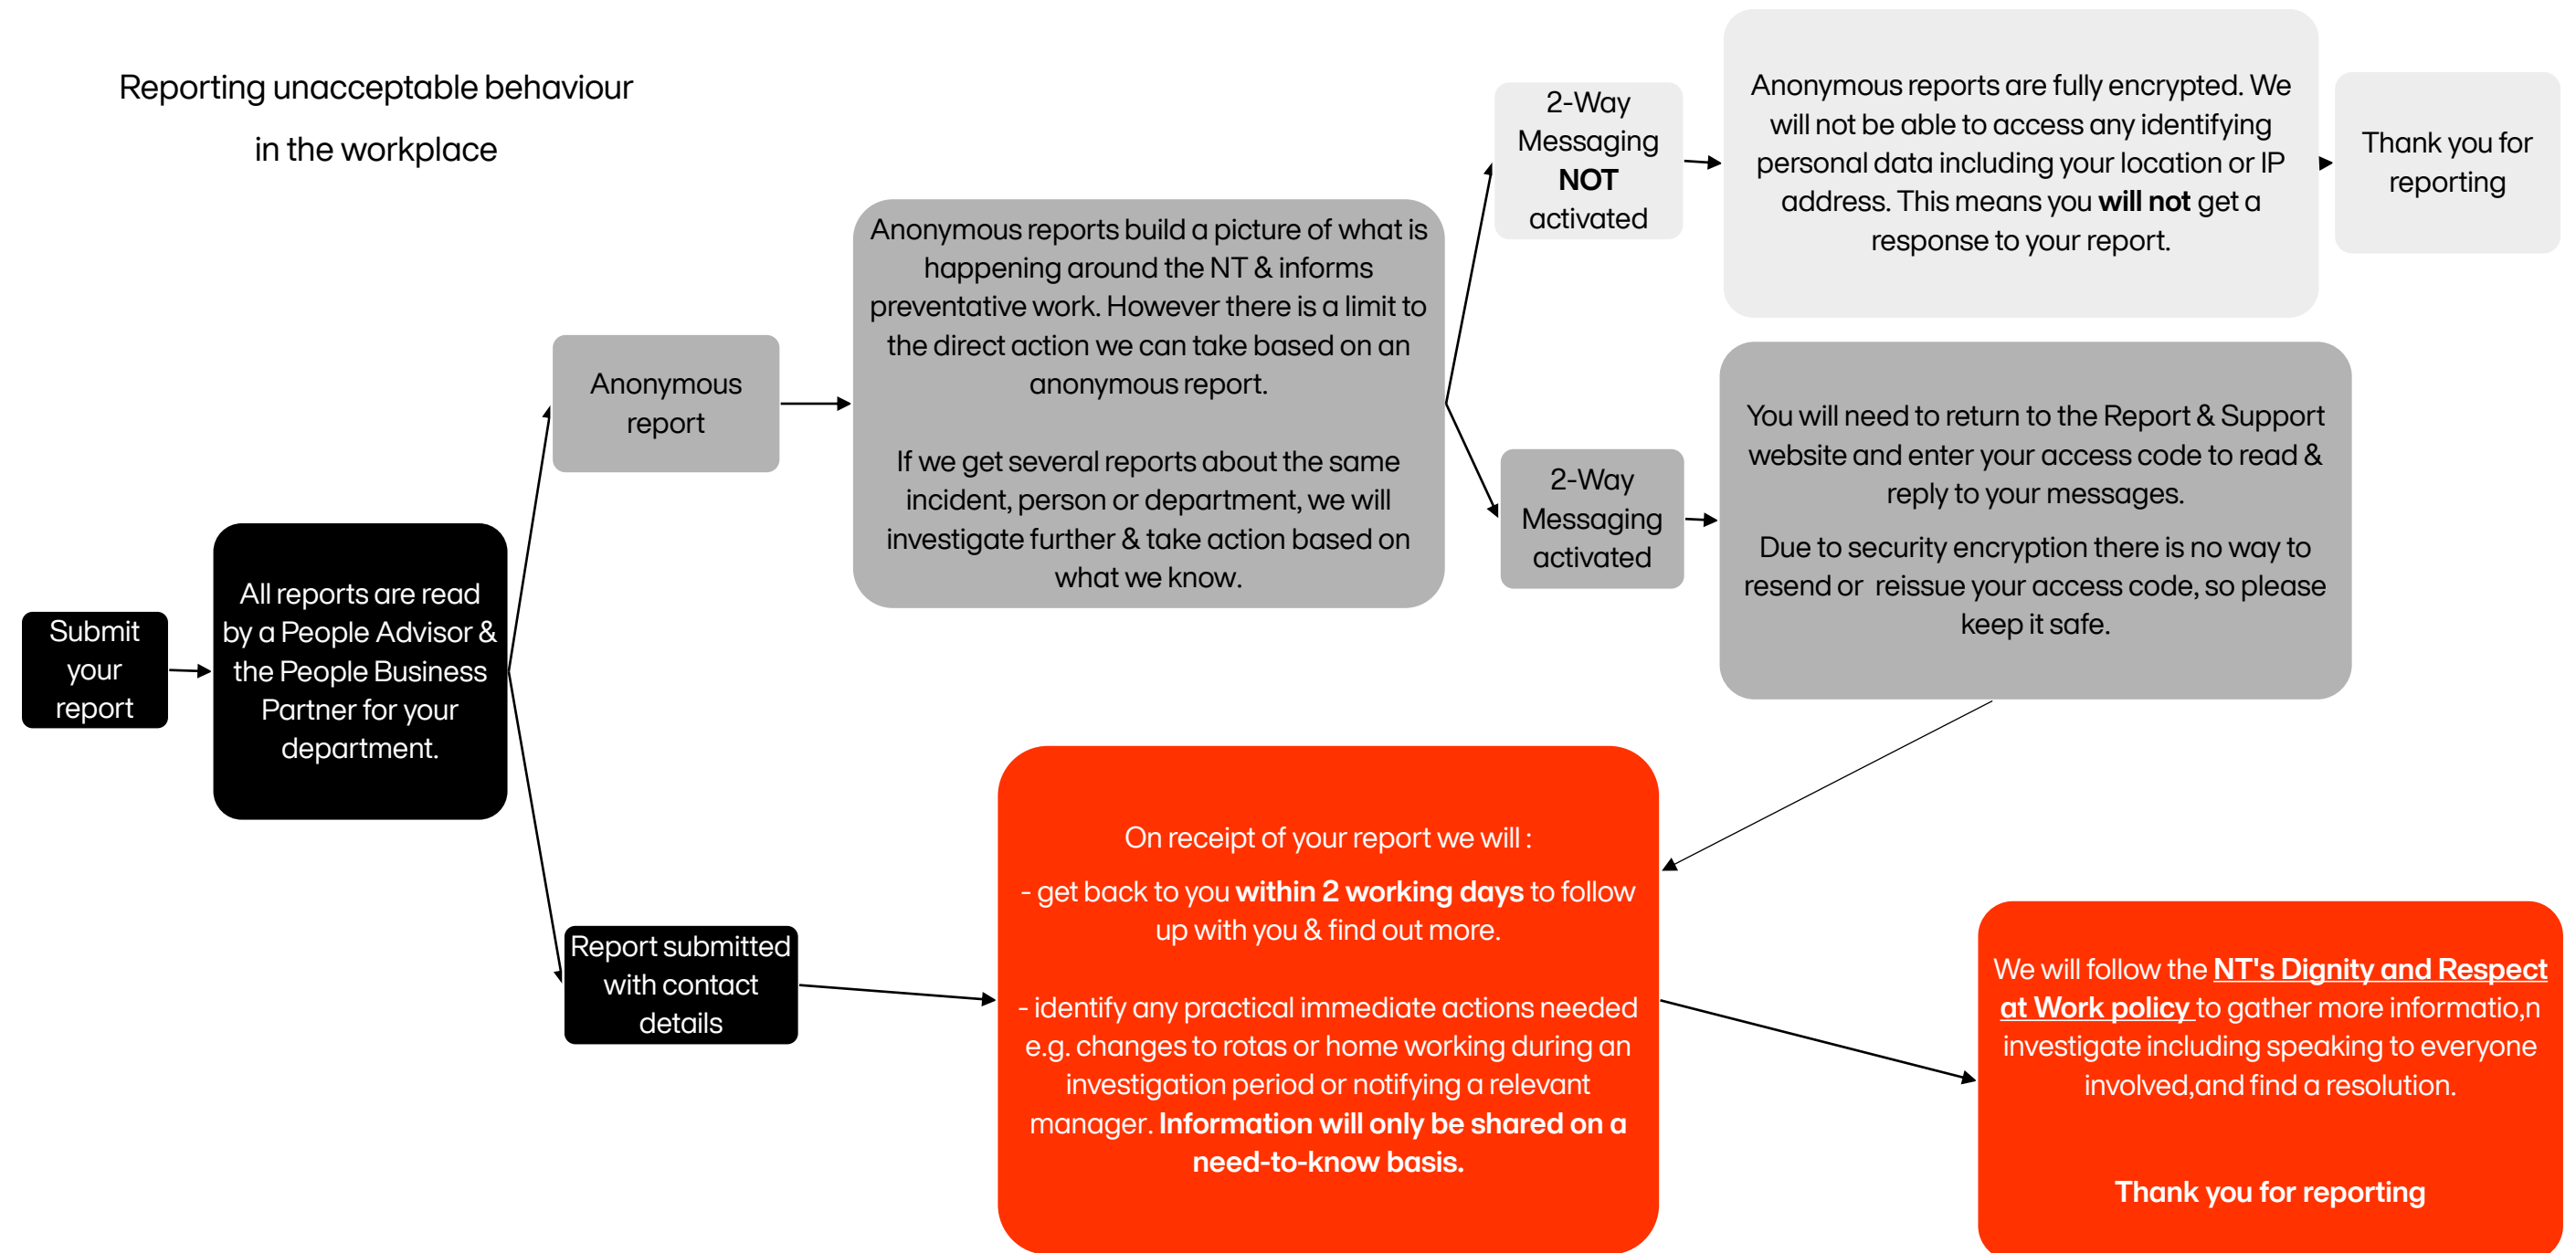 Reporting unacceptable behaviour
in the workplace
Submit
your
report
All reports are read
by a People Advisor &
the People Business
Partner for your
department.
Anonymous
report
Anonymous reports build a picture of what is
happening around the NT & informs
preventative work. However there is a limit to
the direct action we can take based on an
anonymous report.
If we get several reports about the same
incident, person or department, we will
investigate further & take action based on
what we know.
2-Way
Messaging
NOT
activated
Anonymous reports are fully encrypted. We
will not be able to access any identifying
personal data including your location or IP
address. This means you will not get a
response to your report.
Thank you for
reporting
2-Way
Messaging
activated
You will need to return to the Report & Support
website and enter your access code to read &
reply to your messages.
Due to security encryption there is no way to
resend or  reissue your access code, so please
keep it safe.
Report submitted
with contact
details
On receipt of your report we will :
- get back to you within 2 working days to follow
up with you & find out more.
- identify any practical immediate actions needed
e.g. changes to rotas or home working during an
investigation period or notifying a relevant
manager. Information will only be shared on a
need-to-know basis.
We will follow the NT's Dignity and Respect
at Work policy to gather more informatio,n
investigate including speaking to everyone
involved,and find a resolution.
Thank you for reporting